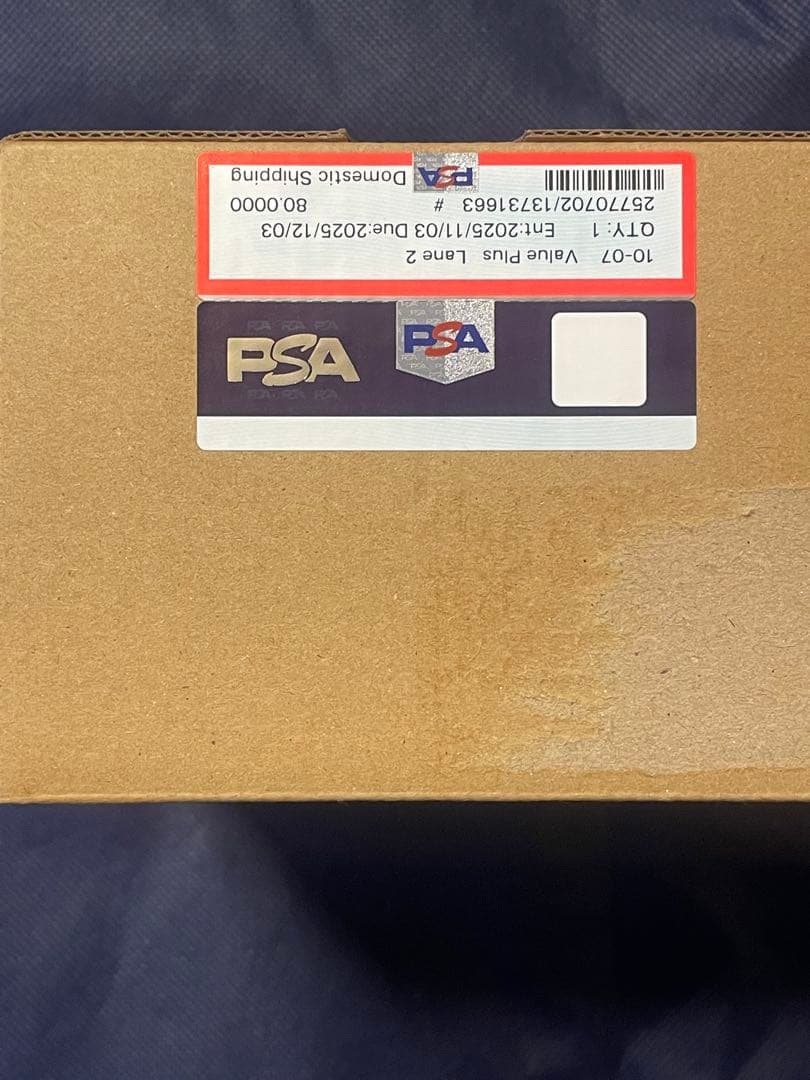 10-07 Value Plus Lane 2
QTY: 1 Ent:2025/11/03 Due:2025/12/03
25770702/13731663 # 80.0000
PSA Domestic Shipping
PSA PSA